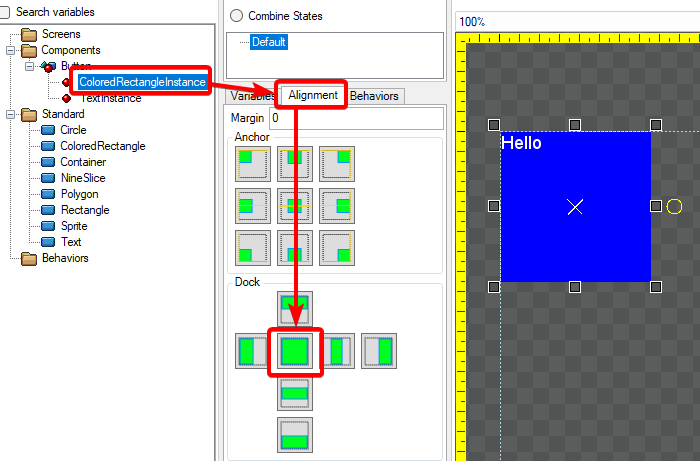 Search variables
Screens
Components
Button
ColoredRectangleInstance
TextInstance
Standard
Circle
ColoredRectangle
Container
NineSlice
Polygon
Rectangle
Sprite
Text
Behaviors
Combine States
Default
Variables
Alignment
Behaviors
Margin 0
Anchor
Dock
100%
Hello